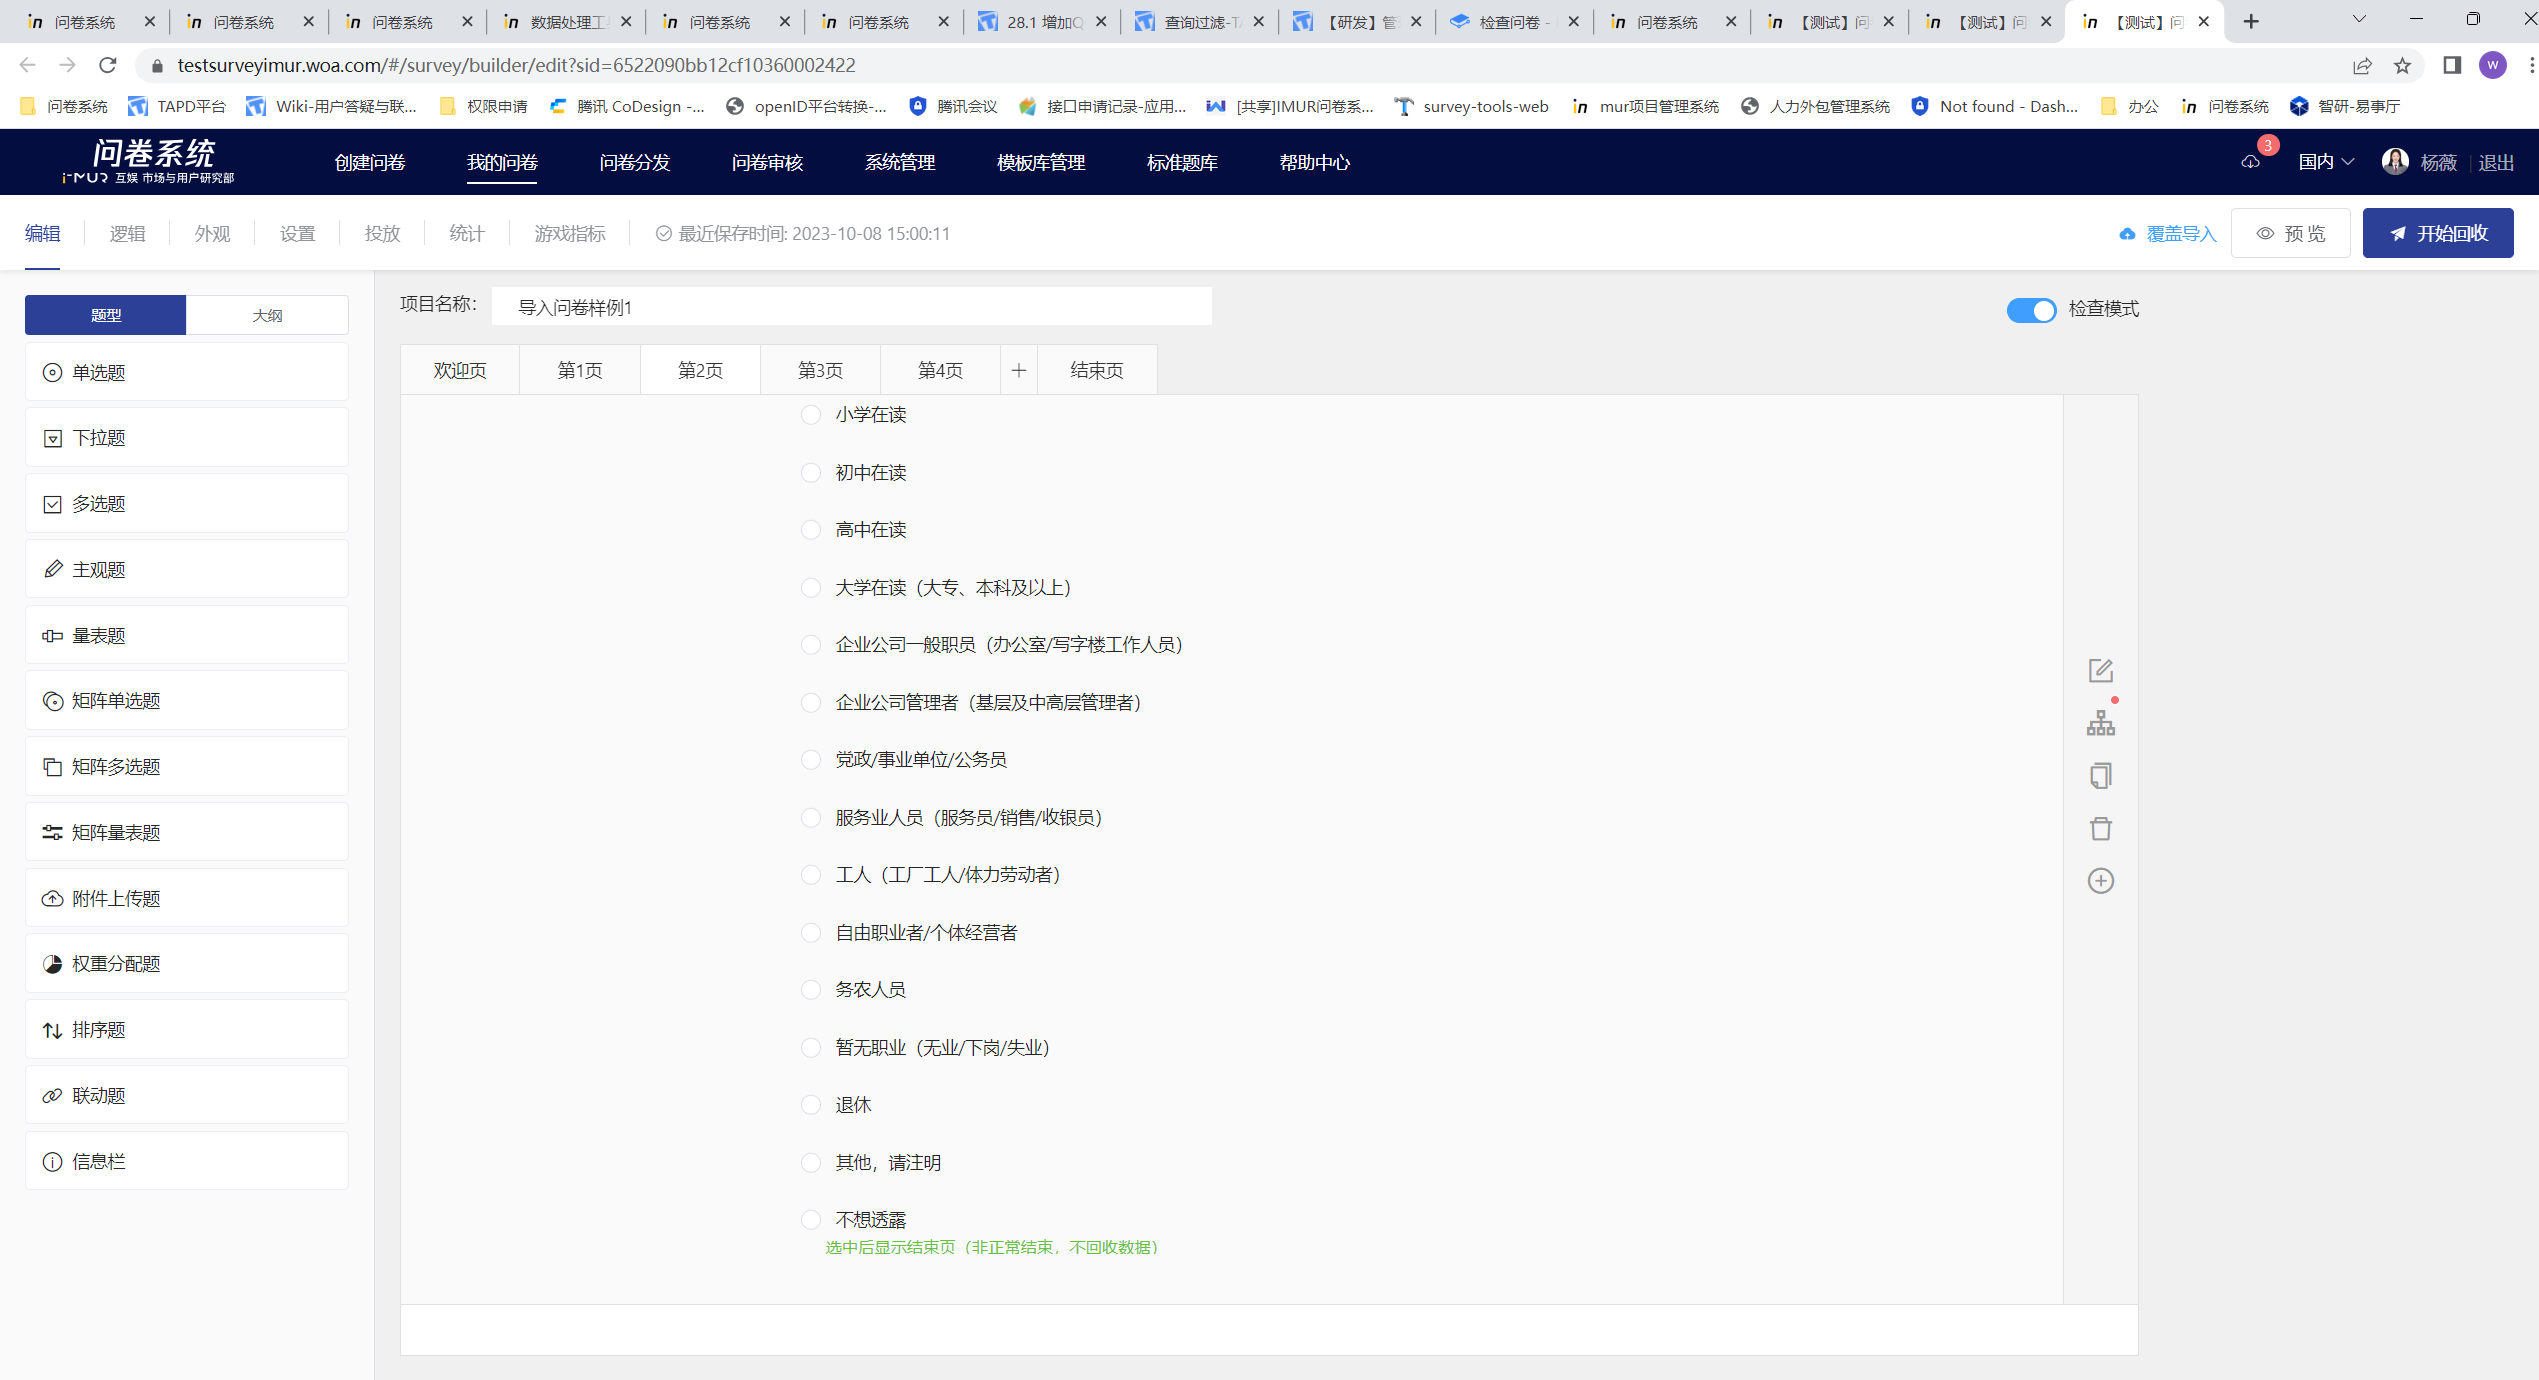 问卷系统
问卷系统
问卷系统
数据处理工
问卷系统
问卷系统
28.1 增加Q
查询过滤-T
【研发】管
检查问卷 -
问卷系统
【测试】问
【测试】问
【测试】问
testsurveyimur.woa.com/#/survey/builder/edit?sid=6522090bb12cf10360002422
W
问卷系统
TAPD平台
Wiki-用户答疑与联...
权限申请
腾讯 CoDesign -...
openID平台转换-...
腾讯会议
接口申请记录-应用...
[共享]IMUR问卷系...
survey-tools-web
mur项目管理系统
人力外包管理系统
Not found - Dash...
办公
问卷系统
智研-易事厅
问卷系统
i-MUR 互娱 市场与用户研究部
创建问卷
我的问卷
问卷分发
问卷审核
系统管理
模板库管理
标准题库
帮助中心
3
国内
杨薇
退出
编辑
逻辑
外观
设置
投放
统计
游戏指标
最近保存时间: 2023-10-08 15:00:11
覆盖导入
预 览
开始回收
题型
大纲
项目名称:
导入问卷样例1
检查模式
欢迎页
第1页
第2页
第3页
第4页
+
结束页
单选题
下拉题
多选题
主观题
量表题
矩阵单选题
矩阵多选题
矩阵量表题
附件上传题
权重分配题
排序题
联动题
信息栏
小学在读
初中在读
高中在读
大学在读（大专、本科及以上）
企业公司一般职员（办公室/写字楼工作人员）
企业公司管理者（基层及中高层管理者）
党政/事业单位/公务员
服务业人员（服务员/销售/收银员）
工人（工厂工人/体力劳动者）
自由职业者/个体经营者
务农人员
暂无职业（无业/下岗/失业）
退休
其他，请注明
不想透露
选中后显示结束页（非正常结束，不回收数据）